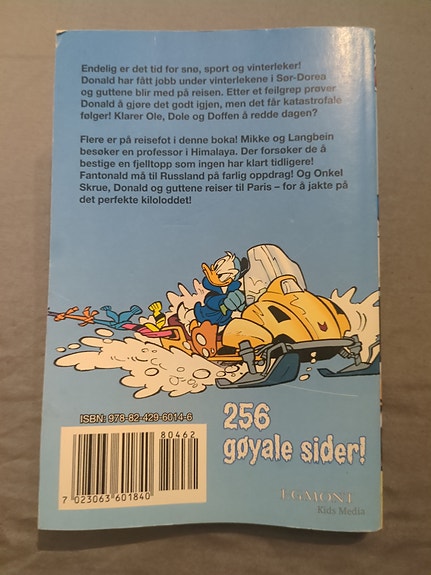 Endelig er det tid for snø, sport og vinterleker!
Donald har fått jobb under vinterlekene i Sør-Dorea
og guttene blir med på reisen. Etter et feilgrep prøver
Donald å gjøre det godt igjen, men det får katastrofale
følger! Klarer Ole, Dole og Doffen å redde dagen?
Flere er på reisefot i denne boka! Mikke og Langbein
besøker en professor i Himalaya. Der forsøker de å
bestige en fjelltopp som ingen har klart tidligere!
Fantonald må til Russland på farlig oppdrag! Og Onkel
Skrue, Donald og guttene reiser til Paris – for å jakte på
det perfekte kiloloddet!
ISBN: 978-82-429-6014-6
80462
7 023063 601840
256
gøyale sider!
EGMONT
Kids Media